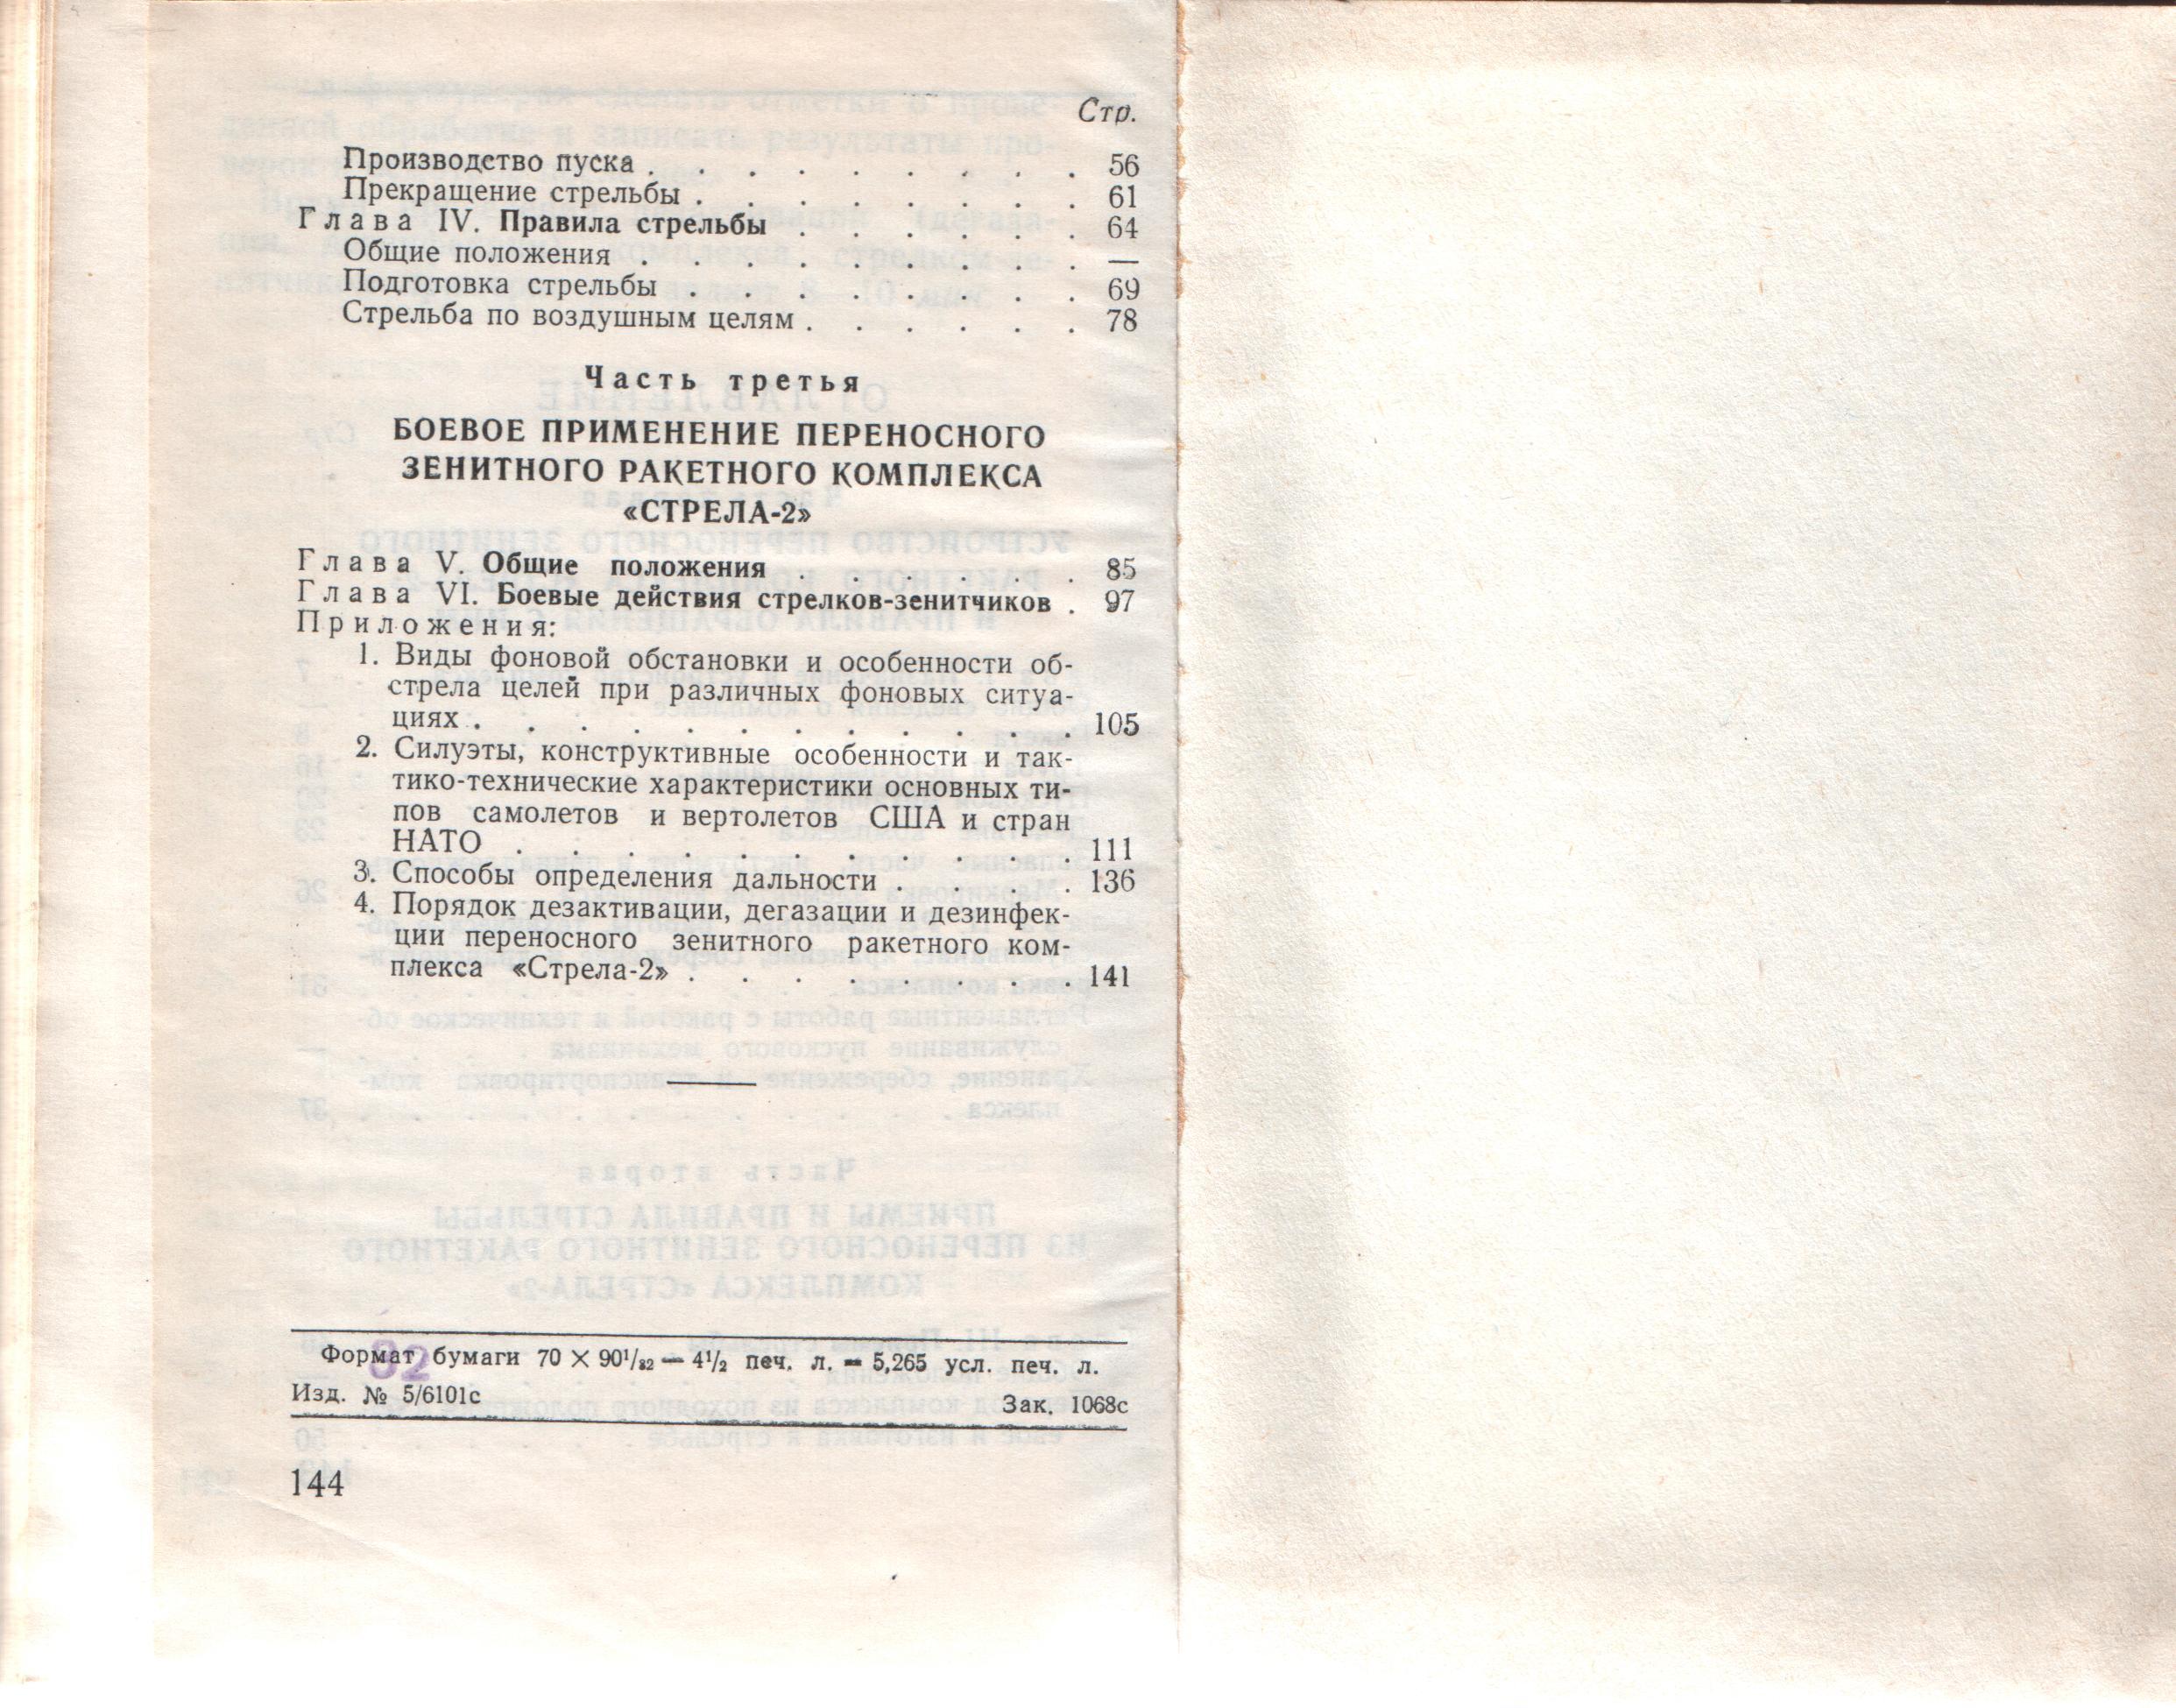 Стр.
Производство пуска . . . . . . . . . 56
Прекращение стрельбы . . . . . . . . 61
Глава IV. Правила стрельбы . . . . . . 64
Общие положения . . . . . . . . . —
Подготовка стрельбы . . . . . . . . 69
Стрельба по воздушным целям . . . . . . 78
Часть третья
БОЕВОЕ ПРИМЕНЕНИЕ ПЕРЕНОСНОГО
ЗЕНИТНОГО РАКЕТНОГО КОМПЛЕКСА
«СТРЕЛА-2»
Глава V. Общие положения . . . . . . 85
Глава VI. Боевые действия стрелков-зенитчиков . 97
Приложения:
1. Виды фоновой обстановки и особенности об-
стрела целей при различных фоновых ситуа-
циях . . . . . . . . . . . . 105
2. Силуэты, конструктивные особенности и так-
тико-технические характеристики основных ти-
пов самолетов и вертолетов США и стран
НАТО . . . . . . . . . . . 111
3. Способы определения дальности . . . . 136
4. Порядок дезактивации, дегазации и дезинфек-
ции переносного зенитного ракетного ком-
плекса «Стрела-2» . . . . . . . . 141
82
Формат бумаги 70 × 90¹/₃₂ — 4¹/₂ печ. л. = 5,265 усл. печ. л.
Изд. № 5/6101с Зак. 1068с
144